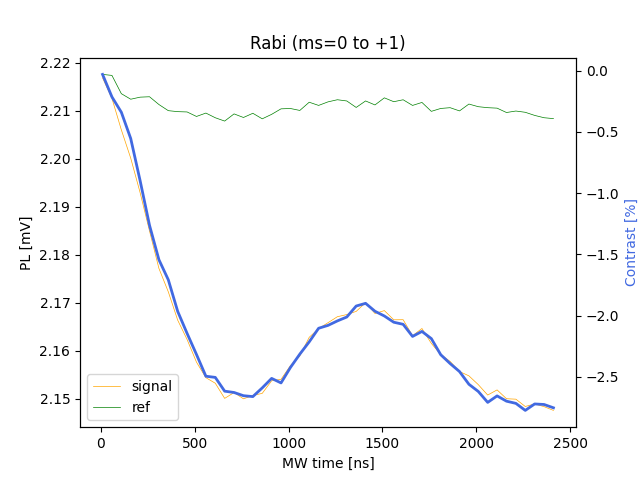 Rabi (ms=0 to +1)
2.22
2.21
2.20
2.19
2.18
2.17
2.16
2.15
PL [mV]
0.0
−0.5
−1.0
−1.5
−2.0
−2.5
Contrast [%]
signal
ref
0 500 1000 1500 2000 2500
MW time [ns]